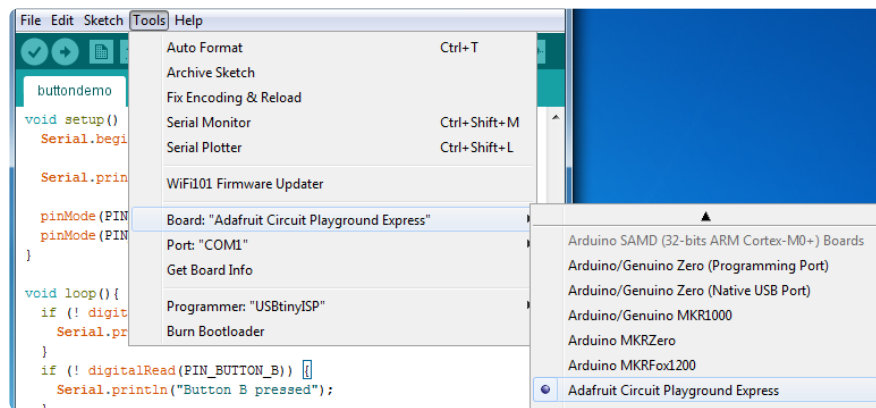 File Edit Sketch Tools Help
Auto Format Ctrl+T
Archive Sketch
Fix Encoding & Reload
Serial Monitor Ctrl+Shift+M
Serial Plotter Ctrl+Shift+L
WiFi101 Firmware Updater
Board: "Adafruit Circuit Playground Express"
Port: "COM1"
Get Board Info
Programmer: "USBtinyISP"
Burn Bootloader
buttondemo
void setup()
Serial.begi
Serial.prin
pinMode(PIN
pinMode(PIN
}
void loop(){
if (! digit
Serial.pr
}
if (! digitalRead(PIN_BUTTON_B)) {
Serial.println("Button B pressed");
Arduino SAMD (32-bits ARM Cortex-M0+) Boards
Arduino/Genuino Zero (Programming Port)
Arduino/Genuino Zero (Native USB Port)
Arduino/Genuino MKR1000
Arduino MKRZero
Arduino MKRFox1200
Adafruit Circuit Playground Express